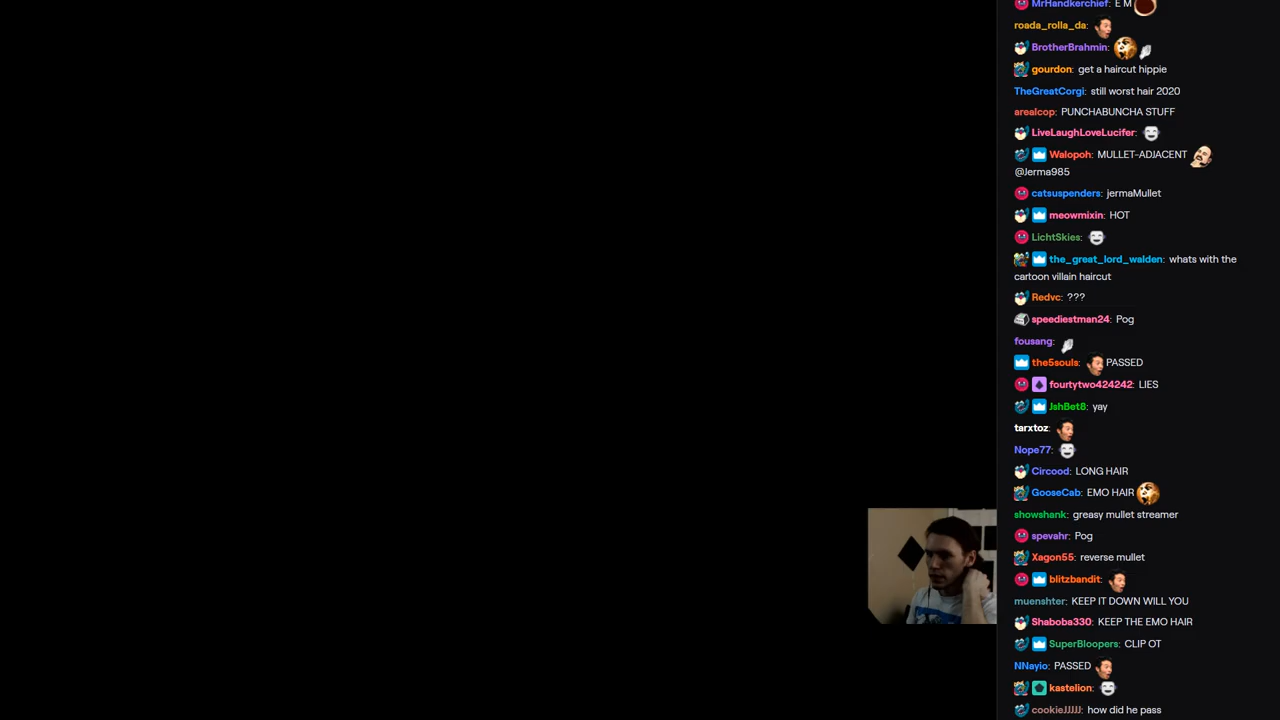 MrHandkerchief: E M
roada_rolla_da:
BrotherBrahmin:
gourdon: get a haircut hippie
TheGreatCorgi: still worst hair 2020
arealcop: PUNCHABUNCHA STUFF
LiveLaughLoveLucifer:
Walopoh: MULLET-ADJACENT
@Jerma985
catsuspenders: jermaMullet
meowmixin: HOT
LichtSkies:
the_great_lord_walden: whats with the
cartoon villain haircut
Redvc: ???
speediestman24: Pog
fousang:
the5souls: PASSED
fourtytwo424242: LIES
JshBet8: yay
tarxtoz:
Nope77:
Circood: LONG HAIR
GooseCab: EMO HAIR
showshank: greasy mullet streamer
spevahr: Pog
Xagon55: reverse mullet
blitzbandit:
muenshter: KEEP IT DOWN WILL YOU
Shaboba330: KEEP THE EMO HAIR
SuperBloopers: CLIP OT
NNayio: PASSED
kastelion:
cookieJJJJJ: how did he pass